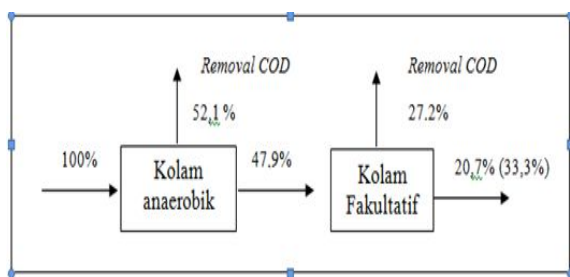 Removal COD
52,1 %
100%
Kolam
anaerobik
47.9%
Removal COD
27.2%
Kolam
Fakultatif
20,7% (33,3%)